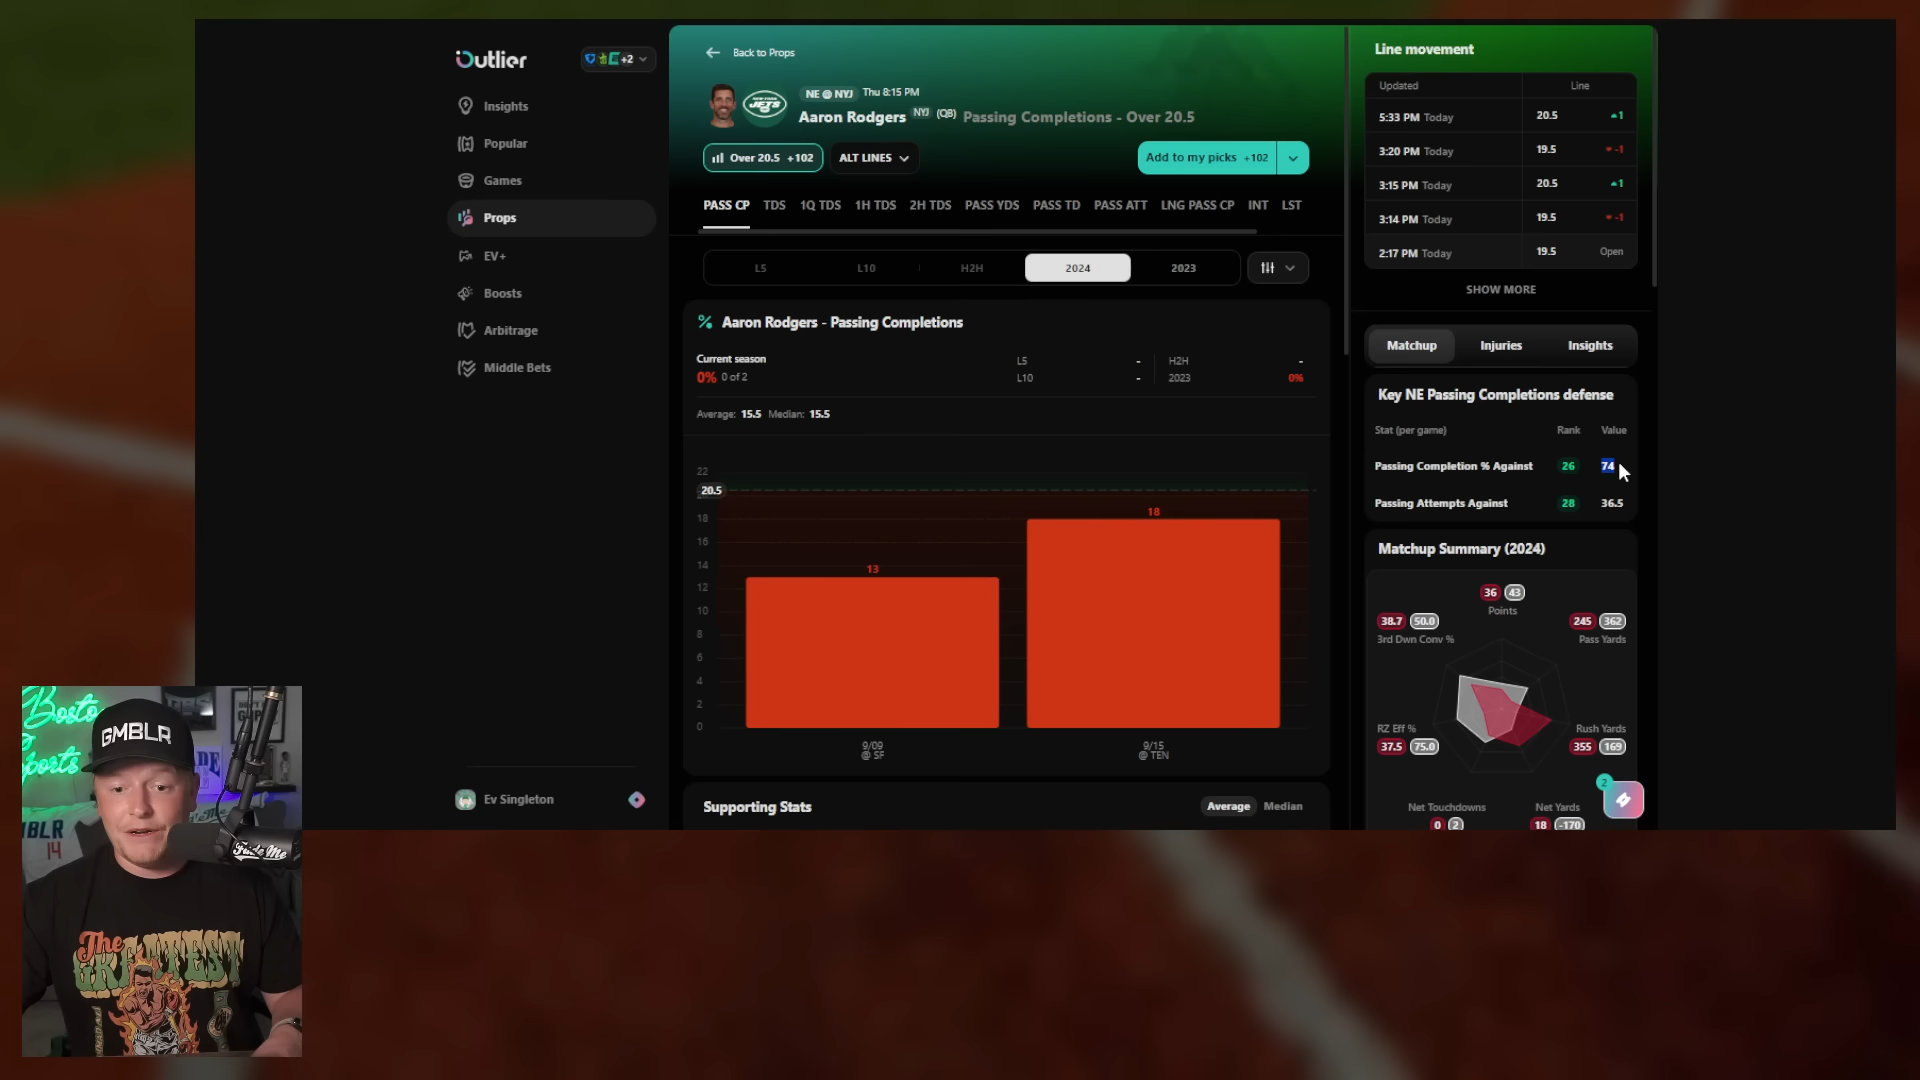 Outlier
+2
Insights
Popular
Games
Props
EV+
Boosts
Arbitrage
Middle Bets
Ev Singleton
Back to Props
NE @ NYJ Thu 8:15 PM
JETS
Aaron Rodgers NYJ (QB) Passing Completions - Over 20.5
Over 20.5 +102
ALT LINES
Add to my picks +102
PASS CP TDS 1Q TDS 1H TDS 2H TDS PASS YDS PASS TD PASS ATT LNG PASS CP INT LST
L5 L10 H2H 2024 2023
Aaron Rodgers - Passing Completions
Current season
0% 0 of 2
L5 -
L10 -
H2H -
2023 0%
Average: 15.5 Median: 15.5
22
20.5
18
16
14
12
10
8
6
4
2
0
13
18
9/09
@ SF
9/15
@ TEN
Supporting Stats
Average Median
Line movement
Updated Line
5:33 PM Today 20.5 1
3:20 PM Today 19.5 -1
3:15 PM Today 20.5 1
3:14 PM Today 19.5 -1
2:17 PM Today 19.5 Open
SHOW MORE
Matchup Injuries Insights
Key NE Passing Completions defense
Stat (per game) Rank Value
Passing Completion % Against 26 74
Passing Attempts Against 28 36.5
Matchup Summary (2024)
36 43
Points
38.7 50.0
3rd Dwn Conv %
245 362
Pass Yards
RZ Eff %
37.5 75.0
Rush Yards
355 169
2
Net Touchdowns
0 2
Net Yards
18 -170
GMBLR
Fade Me
The
GREATEST
14